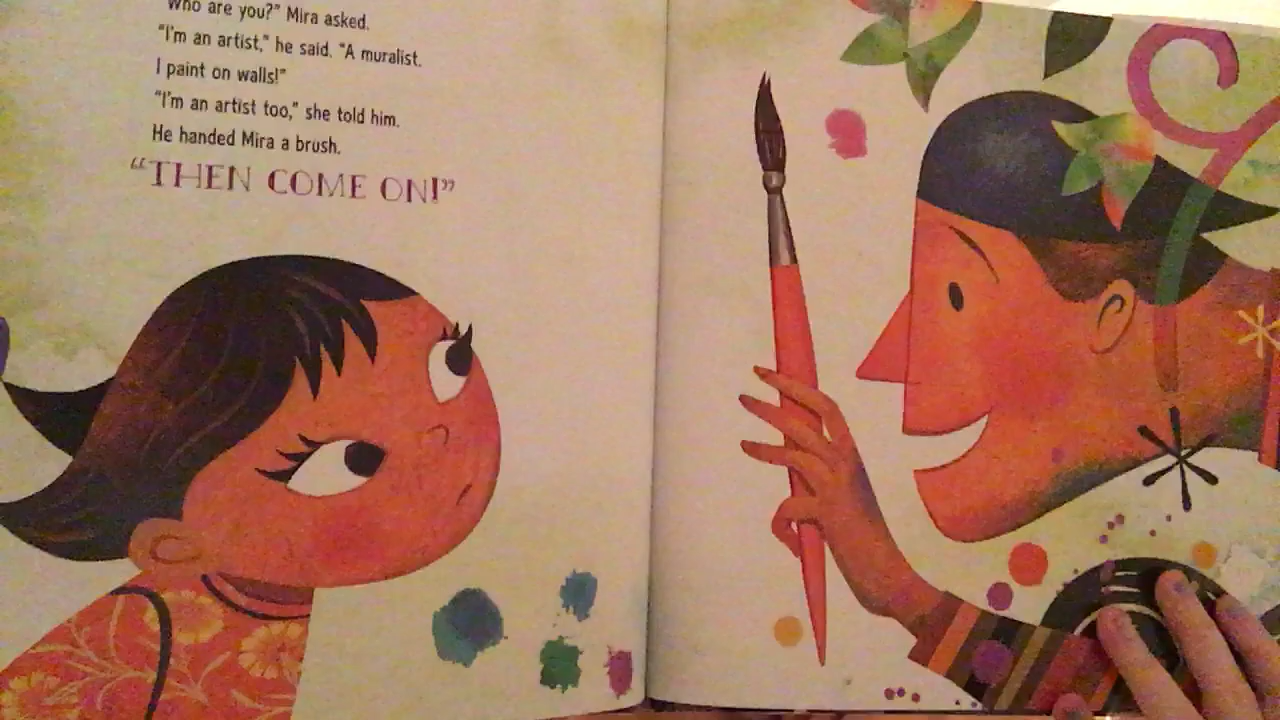 "Who are you?" Mira asked.
"I'm an artist," he said. "A muralist.
I paint on walls!"
"I'm an artist too," she told him.
He handed Mira a brush.
"THEN COME ON!"